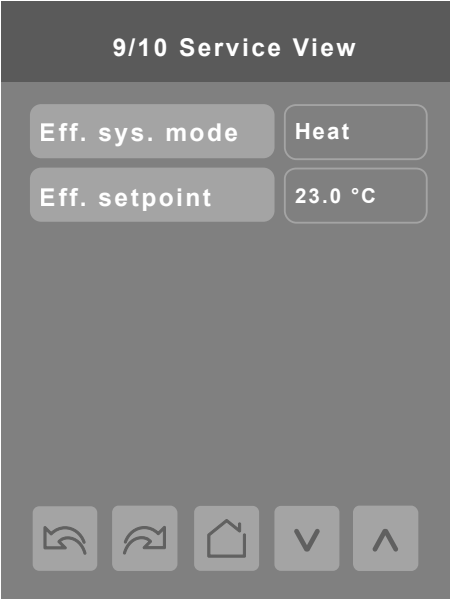 9/10 Service View
Eff. sys. mode Heat
Eff. setpoint 23.0 °C